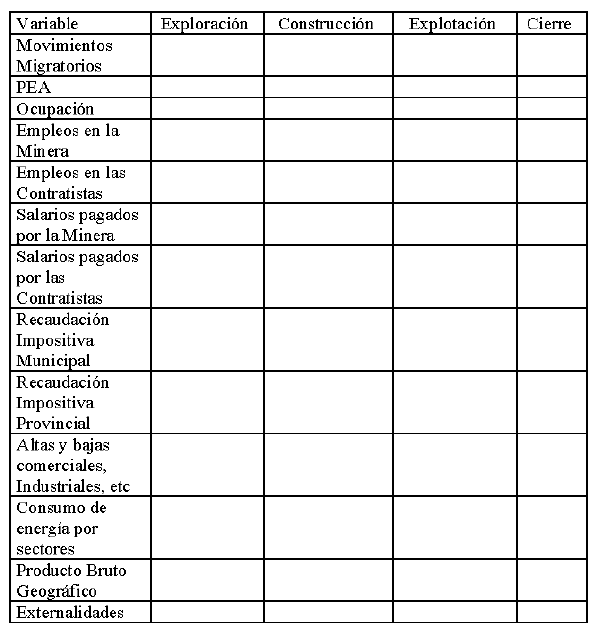 Variable Exploración Construcción Explotación Cierre
Movimientos
Migratorios
PEA
Ocupación
Empleos en la
Minera
Empleos en las
Contratistas
Salarios pagados
por la Minera
Salarios pagados
por las
Contratistas
Recaudación
Impositiva
Municipal
Recaudación
Impositiva
Provincial
Altas y bajas
comerciales,
Industriales, etc
Consumo de
energía por
sectores
Producto Bruto
Geográfico
Externalidades